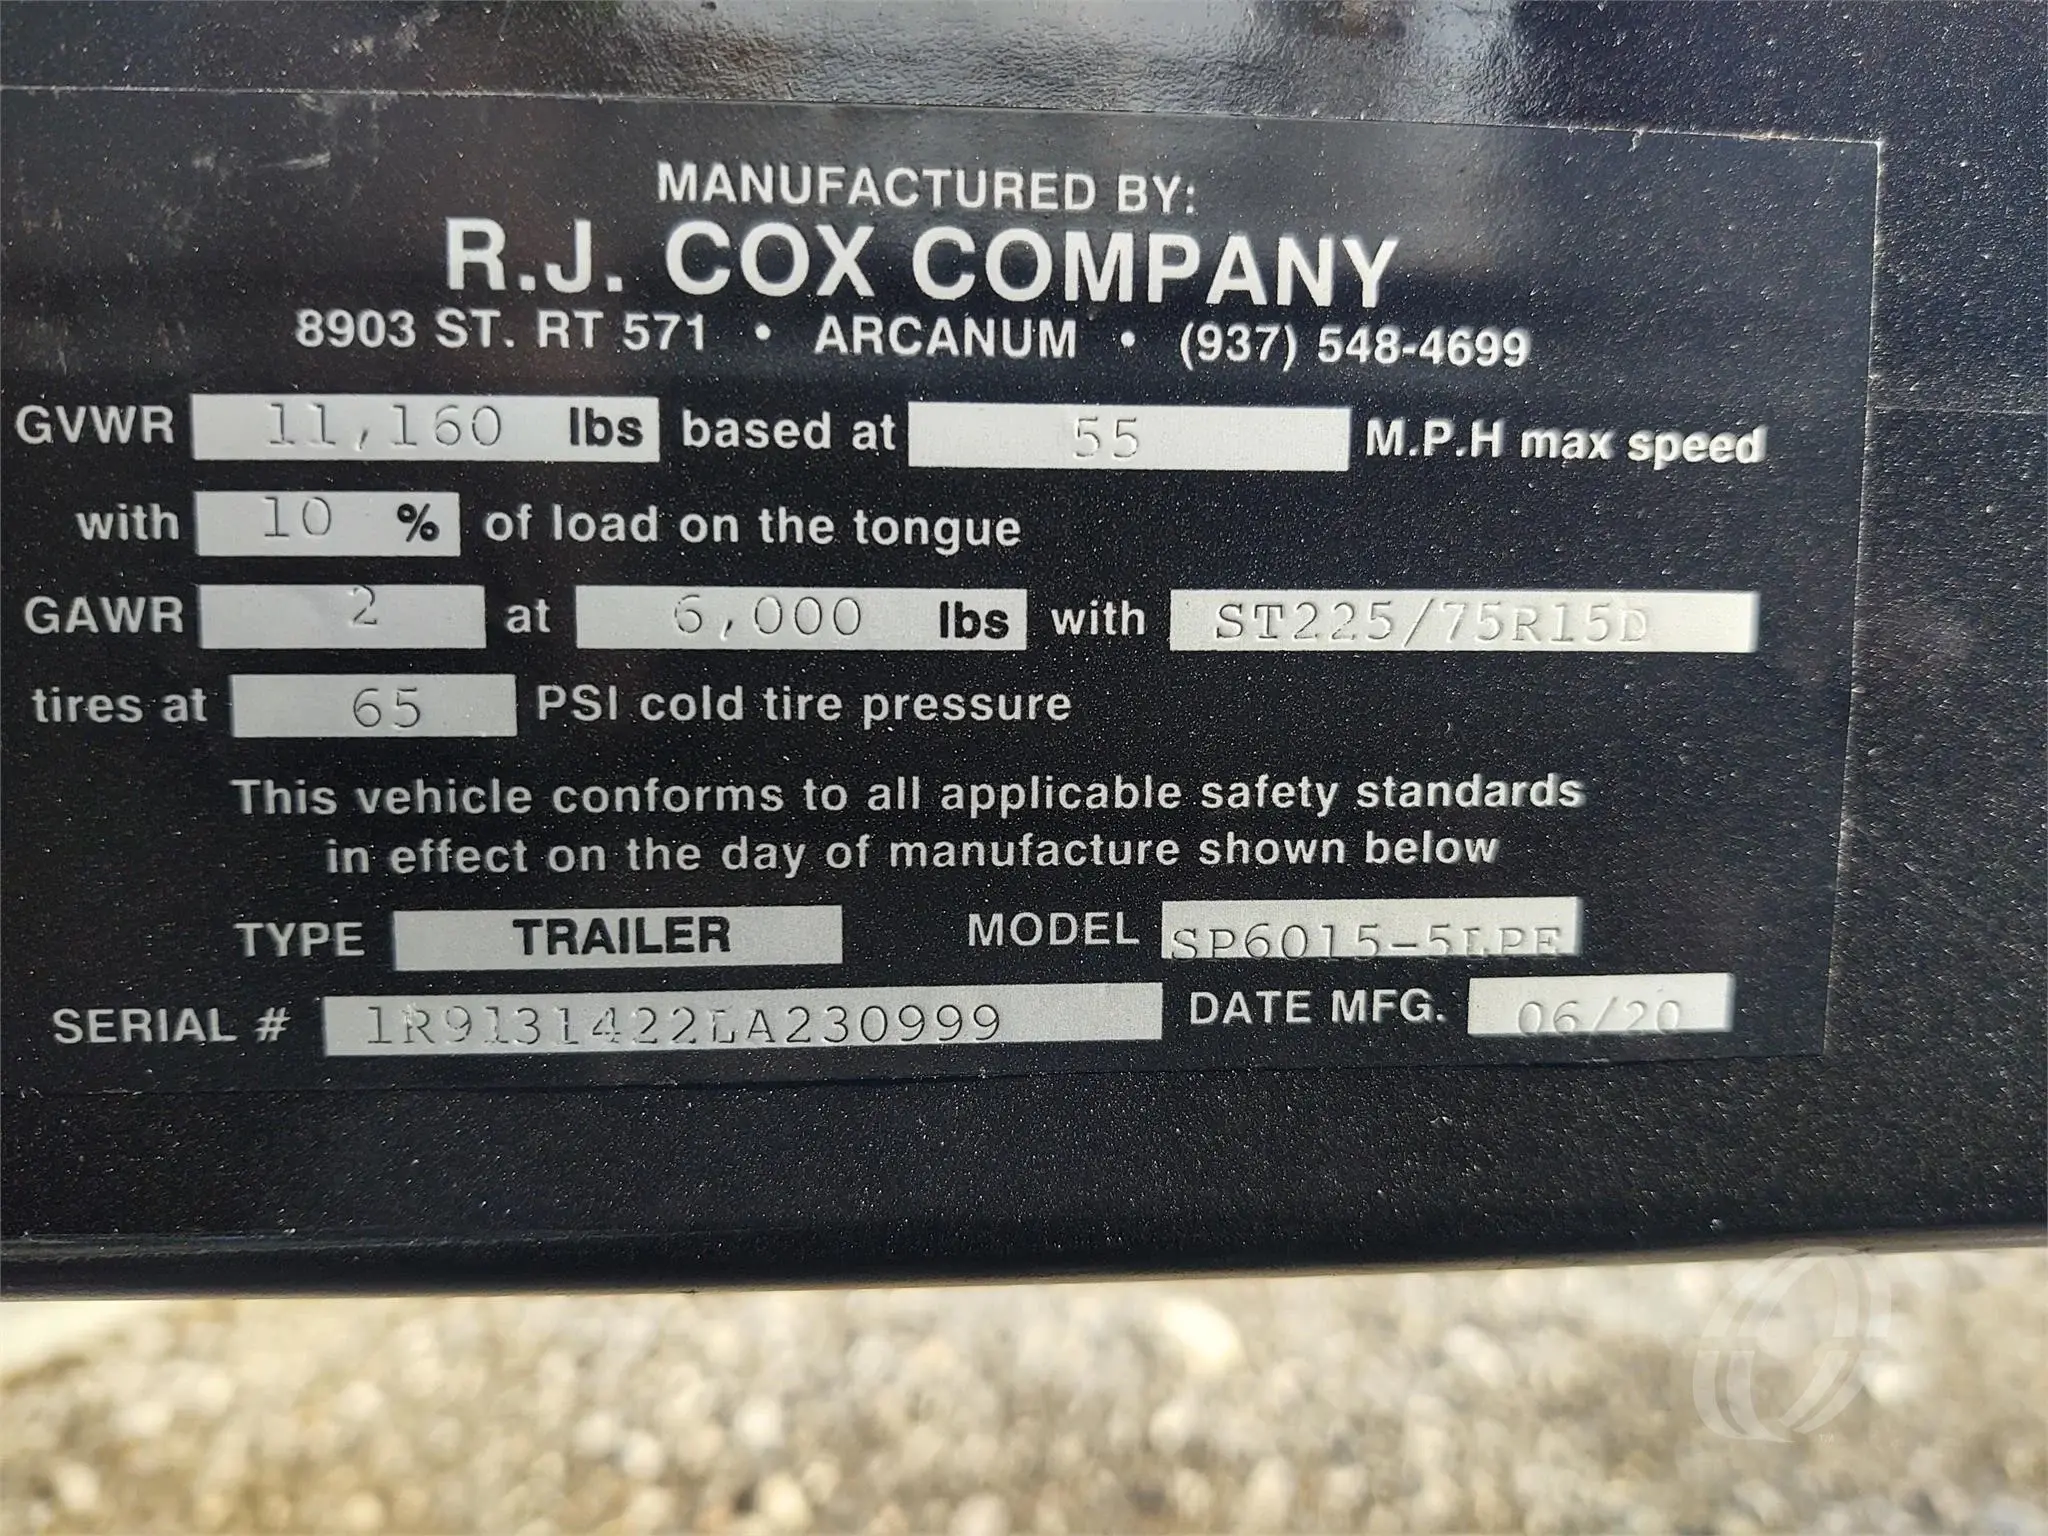 MANUFACTURED BY:
R.J. COX COMPANY
8903 ST. RT 571 • ARCANUM • (937) 548-4699
GVWR 11,160 lbs based at 55 M.P.H max speed
with 10 % of load on the tongue
GAWR 2 at 6,000 lbs with ST225/75R15D
tires at 65 PSI cold tire pressure
This vehicle conforms to all applicable safety standards
in effect on the day of manufacture shown below
TYPE TRAILER MODEL SP6015-5LPE
SERIAL # 1R9131422LA230999 DATE MFG. 06/20